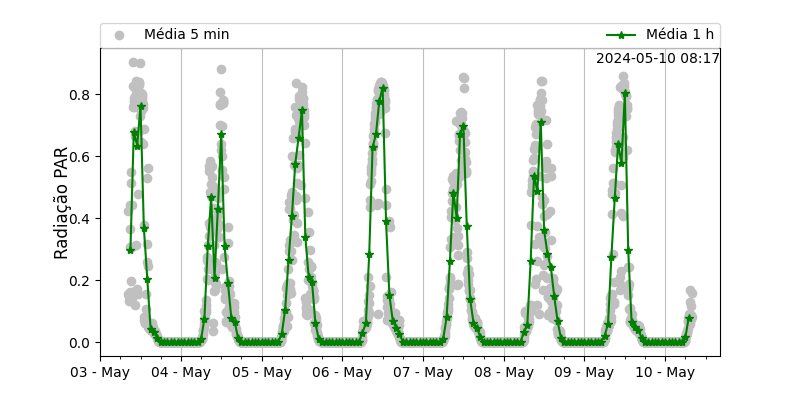 Média 5 min
Média 1 h
2024-05-10 08:17
Radiação PAR
0.8
0.6
0.4
0.2
0.0
03 - May
04 - May
05 - May
06 - May
07 - May
08 - May
09 - May
10 - May